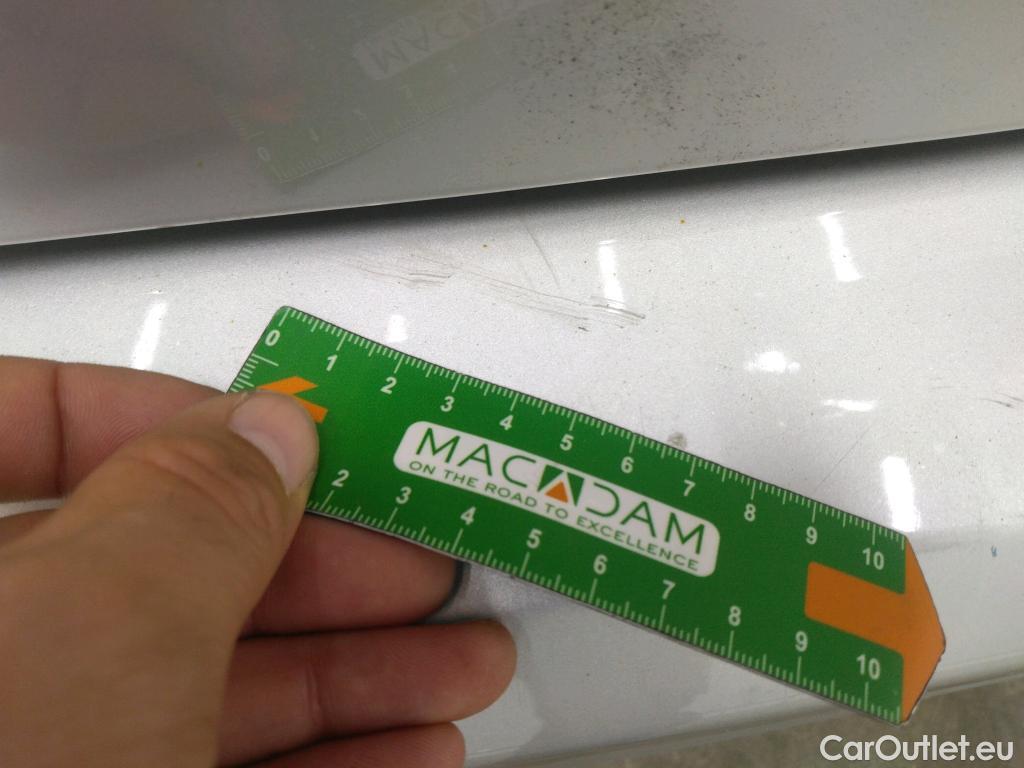 0 1 2 3 4 5 6 7 8 9 10
MACADAM
ON THE ROAD TO EXCELLENCE
2 3 4 5 6 7 8 9 10
CarOutlet.eu